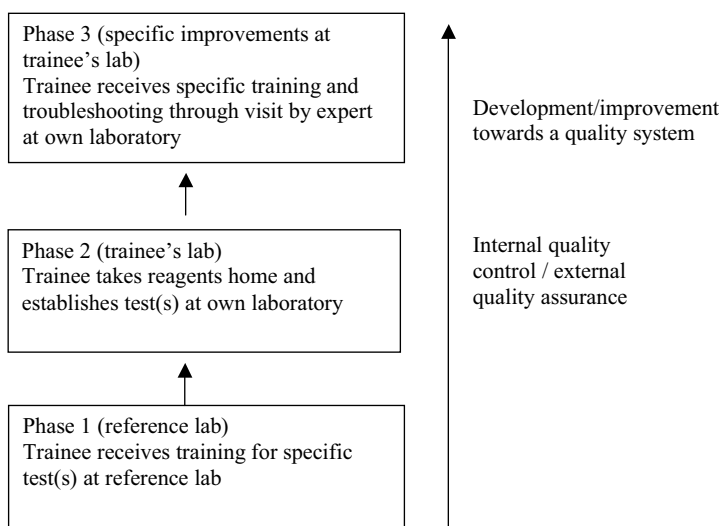 Phase 3 (specific improvements at
trainee’s lab)
Trainee receives specific training and
troubleshooting through visit by expert
at own laboratory
Development/improvement
towards a quality system
Phase 2 (trainee’s lab)
Trainee takes reagents home and
establishes test(s) at own laboratory
Internal quality
control / external
quality assurance
Phase 1 (reference lab)
Trainee receives training for specific
test(s) at reference lab